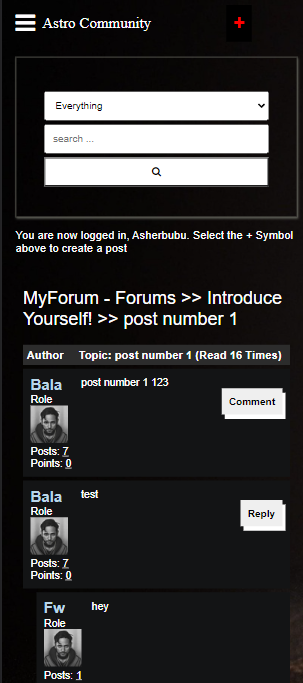 Astro Community
Everything
search ...
You are now logged in, Asherbubu. Select the + Symbol
above to create a post
MyForum - Forums >> Introduce
Yourself! >> post number 1
Author Topic: post number 1 (Read 16 Times)
Bala post number 1 123
Role
Comment
Posts: 7
Points: 0
Bala test
Role
Reply
Posts: 7
Points: 0
Fw hey
Role
Posts: 1